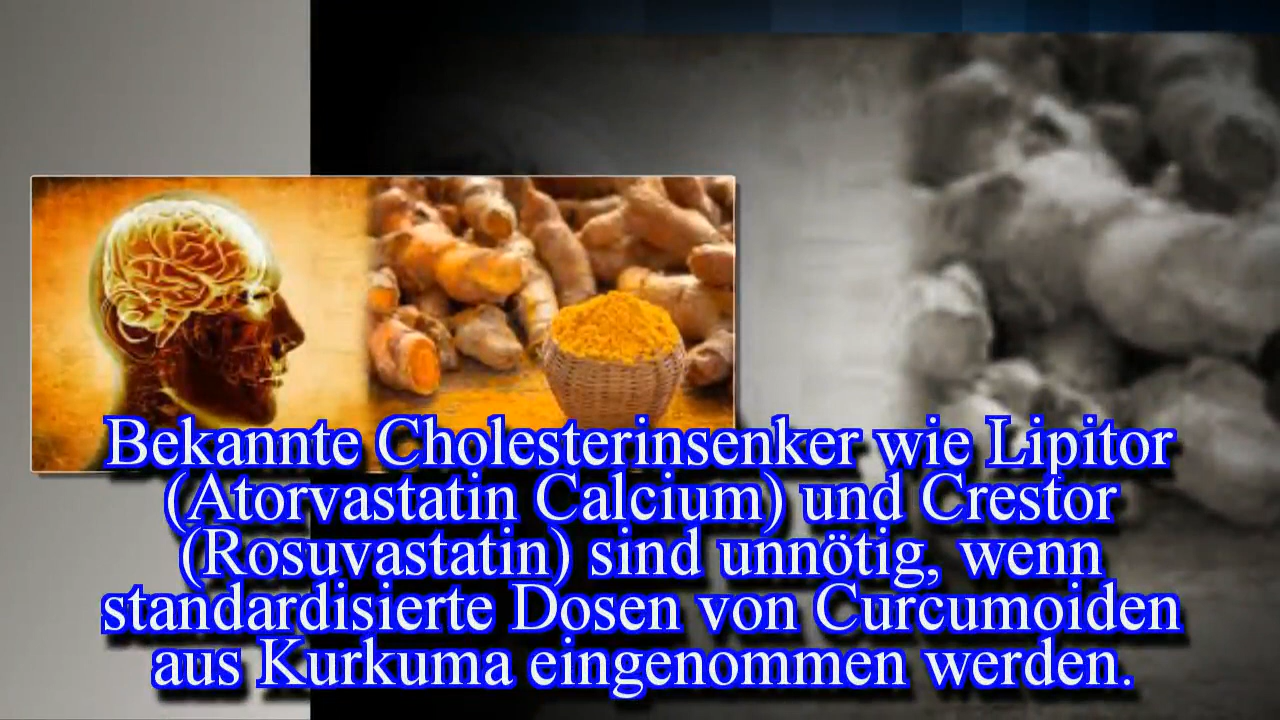 Bekannte Cholesterinsenker wie Lipitor
(Atorvastatin Calcium) und Crestor
(Rosuvastatin) sind unnötig, wenn
standardisierte Dosen von Curcumoiden
aus Kurkuma eingenommen werden.